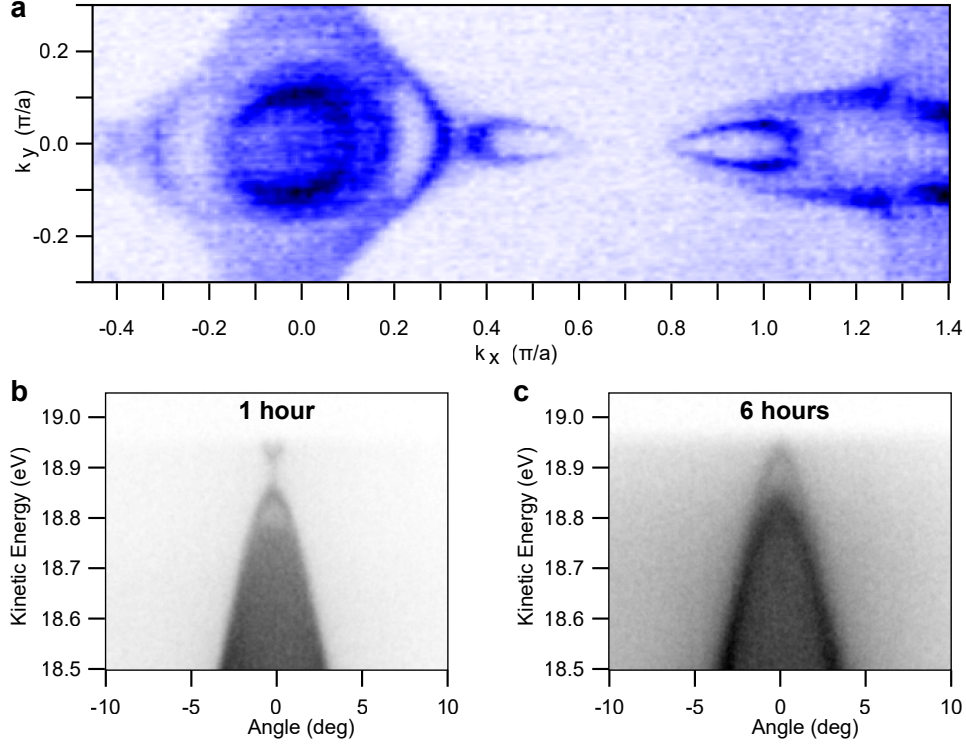 a
0.2
0.0
-0.2
k y (π/a)
-0.4 -0.2 0.0 0.2 0.4 0.6 0.8 1.0 1.2 1.4
k x (π/a)
b
1 hour
19.0
18.9
18.8
18.7
18.6
18.5
Kinetic Energy (eV)
-10 -5 0 5 10
Angle (deg)
c
6 hours
19.0
18.9
18.8
18.7
18.6
18.5
Kinetic Energy (eV)
-10 -5 0 5 10
Angle (deg)